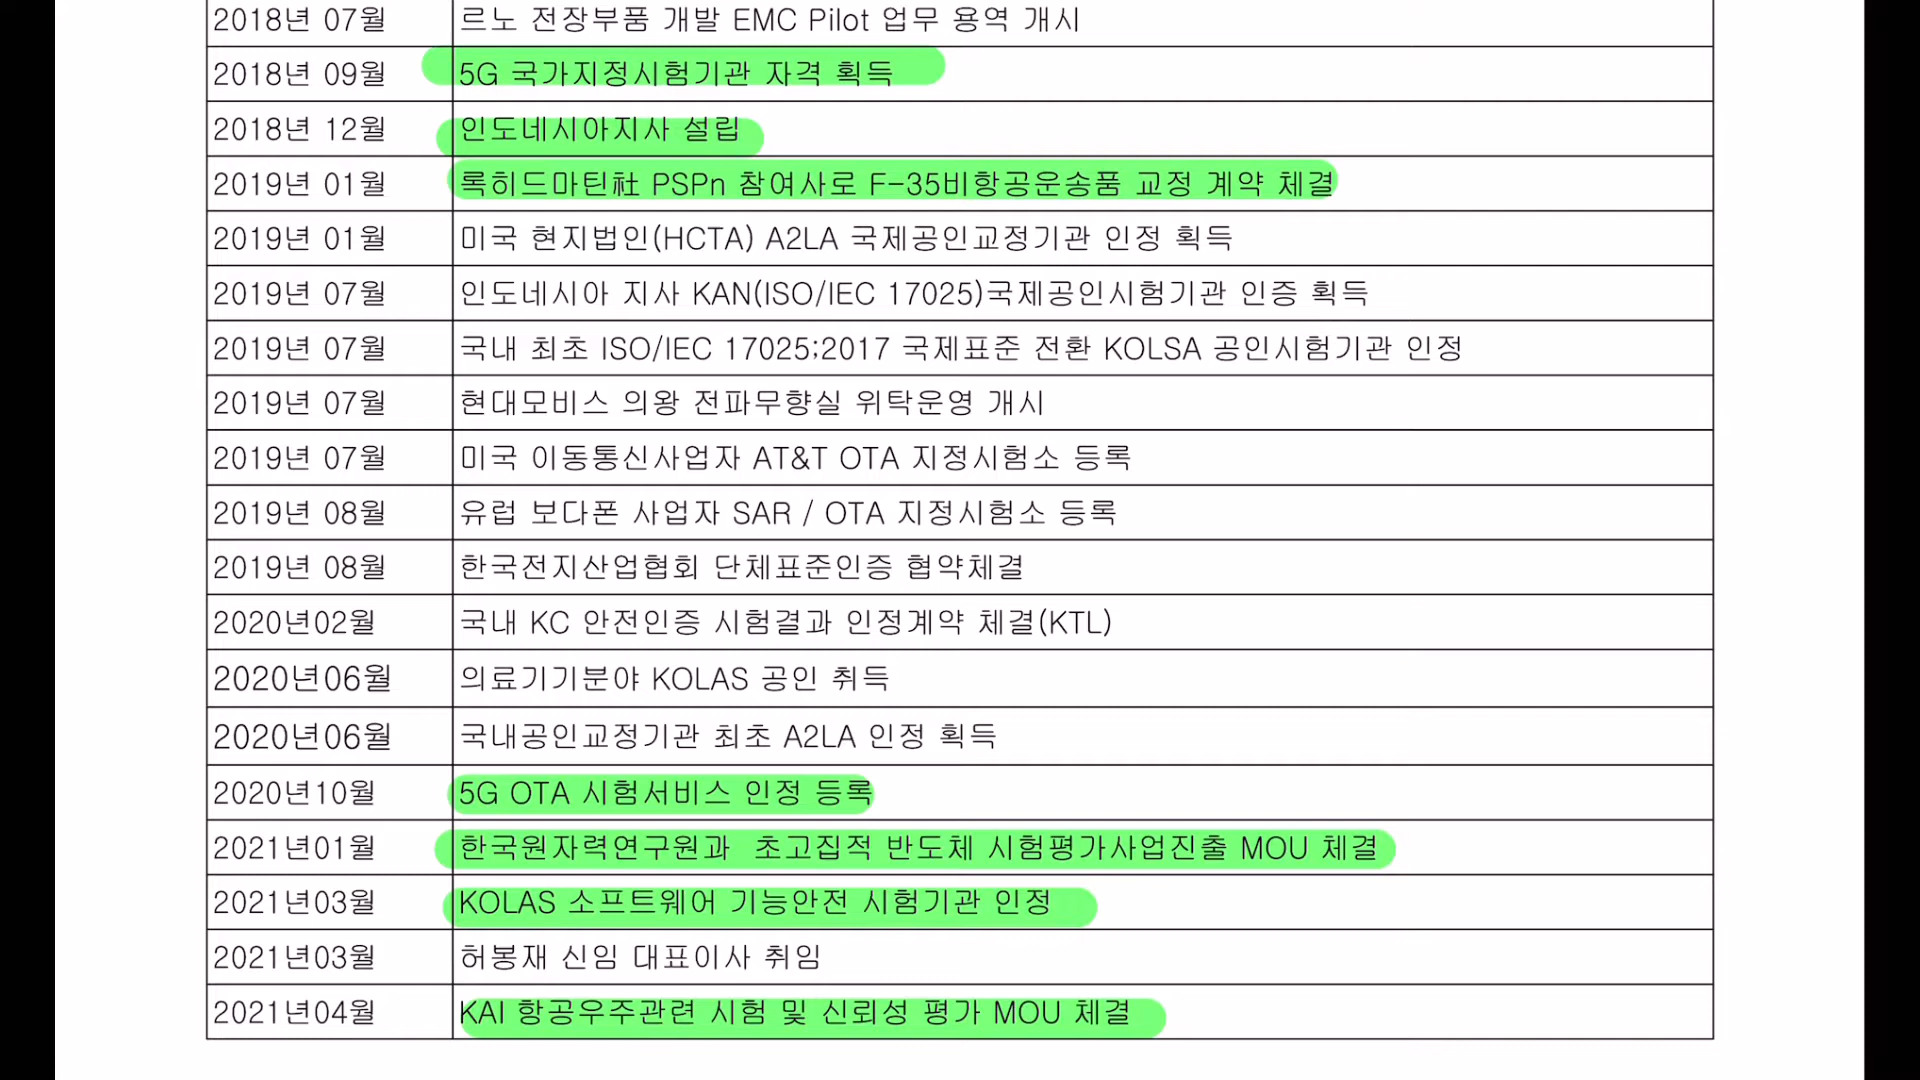 2018년 07월 르노 전장부품 개발 EMC Pilot 업무 용역 개시
2018년 09월 5G 국가지정시험기관 자격 획득
2018년 12월 인도네시아지사 설립
2019년 01월 록히드마틴社 PSPn 참여사로 F-35비항공운송품 교정 계약 체결
2019년 01월 미국 현지법인(HCTA) A2LA 국제공인교정기관 인정 획득
2019년 07월 인도네시아 지사 KAN(ISO/IEC 17025)국제공인시험기관 인증 획득
2019년 07월 국내 최초 ISO/IEC 17025;2017 국제표준 전환 KOLSA 공인시험기관 인정
2019년 07월 현대모비스 의왕 전파무향실 위탁운영 개시
2019년 07월 미국 이동통신사업자 AT&T OTA 지정시험소 등록
2019년 08월 유럽 보다폰 사업자 SAR / OTA 지정시험소 등록
2019년 08월 한국전지산업협회 단체표준인증 협약체결
2020년02월 국내 KC 안전인증 시험결과 인정계약 체결(KTL)
2020년06월 의료기기분야 KOLAS 공인 취득
2020년06월 국내공인교정기관 최초 A2LA 인정 획득
2020년10월 5G OTA 시험서비스 인정 등록
2021년01월 한국원자력연구원과 초고집적 반도체 시험평가사업진출 MOU 체결
2021년03월 KOLAS 소프트웨어 기능안전 시험기관 인정
2021년03월 허봉재 신임 대표이사 취임
2021년04월 KAI 항공우주관련 시험 및 신뢰성 평가 MOU 체결